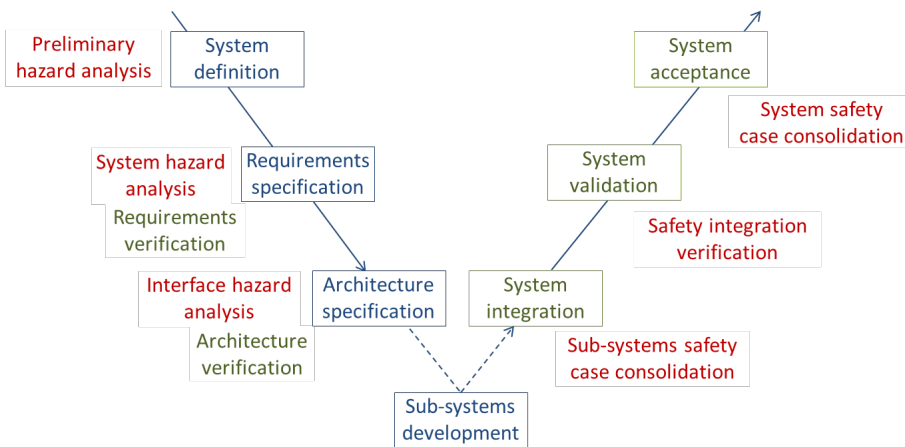 Preliminary
hazard analysis
System
definition
System
acceptance
System safety
case consolidation
System hazard
analysis
Requirements
specification
System
validation
Requirements
verification
Safety integration
verification
Interface hazard
analysis
Architecture
specification
System
integration
Architecture
verification
Sub-systems safety
case consolidation
Sub-systems
development